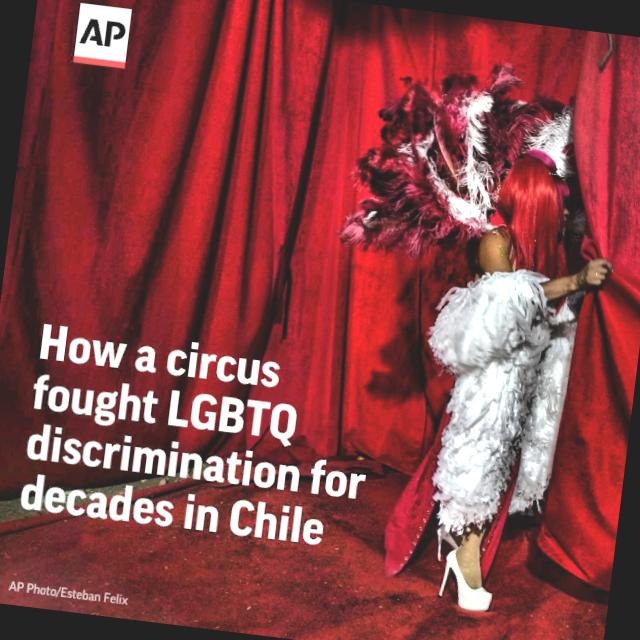 AP
How a circus
fought LGBTQ
discrimination for
decades in Chile
AP Photo/Esteban Felix